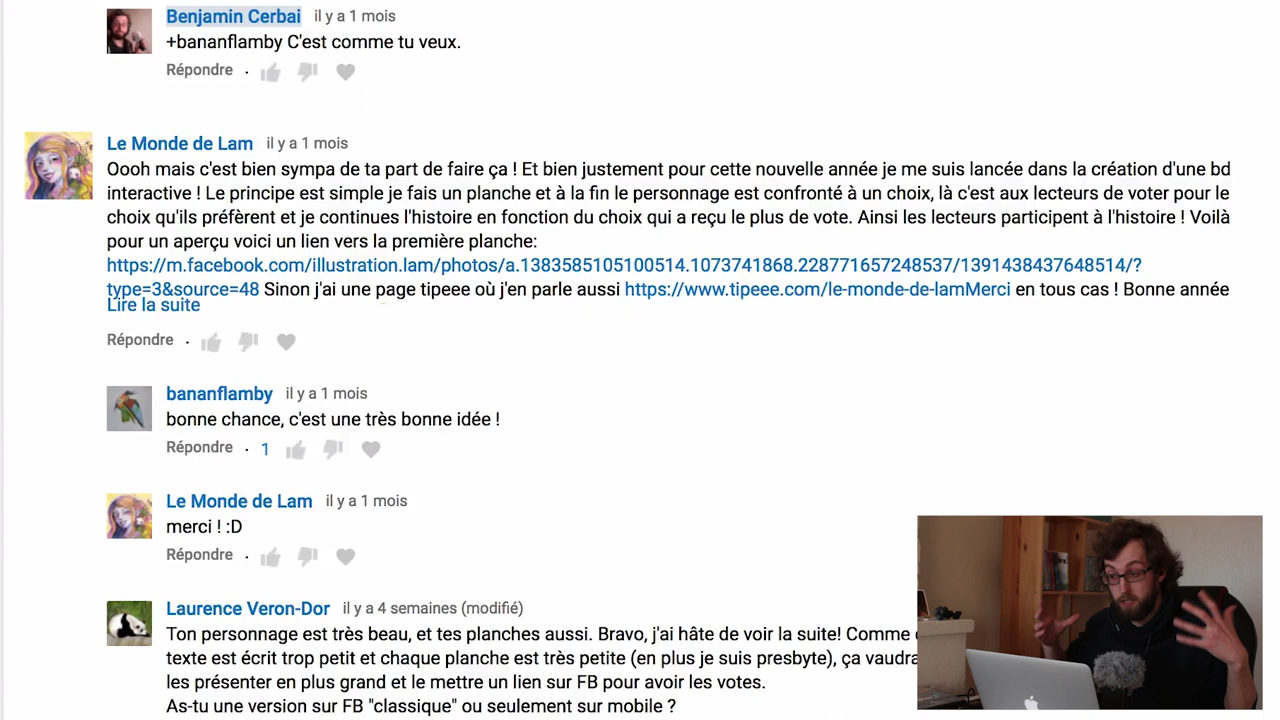 Benjamin Cerbai il y a 1 mois
+bananflamby C'est comme tu veux.
Répondre
Le Monde de Lam il y a 1 mois
Oooh mais c'est bien sympa de ta part de faire ça ! Et bien justement pour cette nouvelle année je me suis lancée dans la création d'une bd
interactive ! Le principe est simple je fais un planche et à la fin le personnage est confronté à un choix, là c'est aux lecteurs de voter pour le
choix qu'ils préfèrent et je continues l'histoire en fonction du choix qui a reçu le plus de vote. Ainsi les lecteurs participent à l'histoire ! Voilà
pour un aperçu voici un lien vers la première planche:
https://m.facebook.com/illustration.lam/photos/a.1383585105100514.1073741868.228771657248537/1391438437648514/?
type=3&source=48 Sinon j'ai une page tipeee où j'en parle aussi https://www.tipeee.com/le-monde-de-lamMerci en tous cas ! Bonne année
Lire la suite
Répondre
bananflamby il y a 1 mois
bonne chance, c'est une très bonne idée !
Répondre 1
Le Monde de Lam il y a 1 mois
merci ! :D
Répondre
Laurence Veron-Dor il y a 4 semaines (modifié)
Ton personnage est très beau, et tes planches aussi. Bravo, j'ai hâte de voir la suite! Comme
texte est écrit trop petit et chaque planche est très petite (en plus je suis presbyte), ça vaudra
les présenter en plus grand et le mettre un lien sur FB pour avoir les votes.
As-tu une version sur FB "classique" ou seulement sur mobile ?